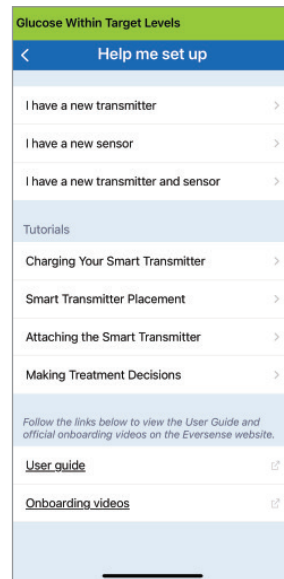 Glucose Within Target Levels
Help me set up
I have a new transmitter
I have a new sensor
I have a new transmitter and sensor
Tutorials
Charging Your Smart Transmitter
Smart Transmitter Placement
Attaching the Smart Transmitter
Making Treatment Decisions
Follow the links below to view the User Guide and
official onboarding videos on the Eversense website.
User guide
Onboarding videos